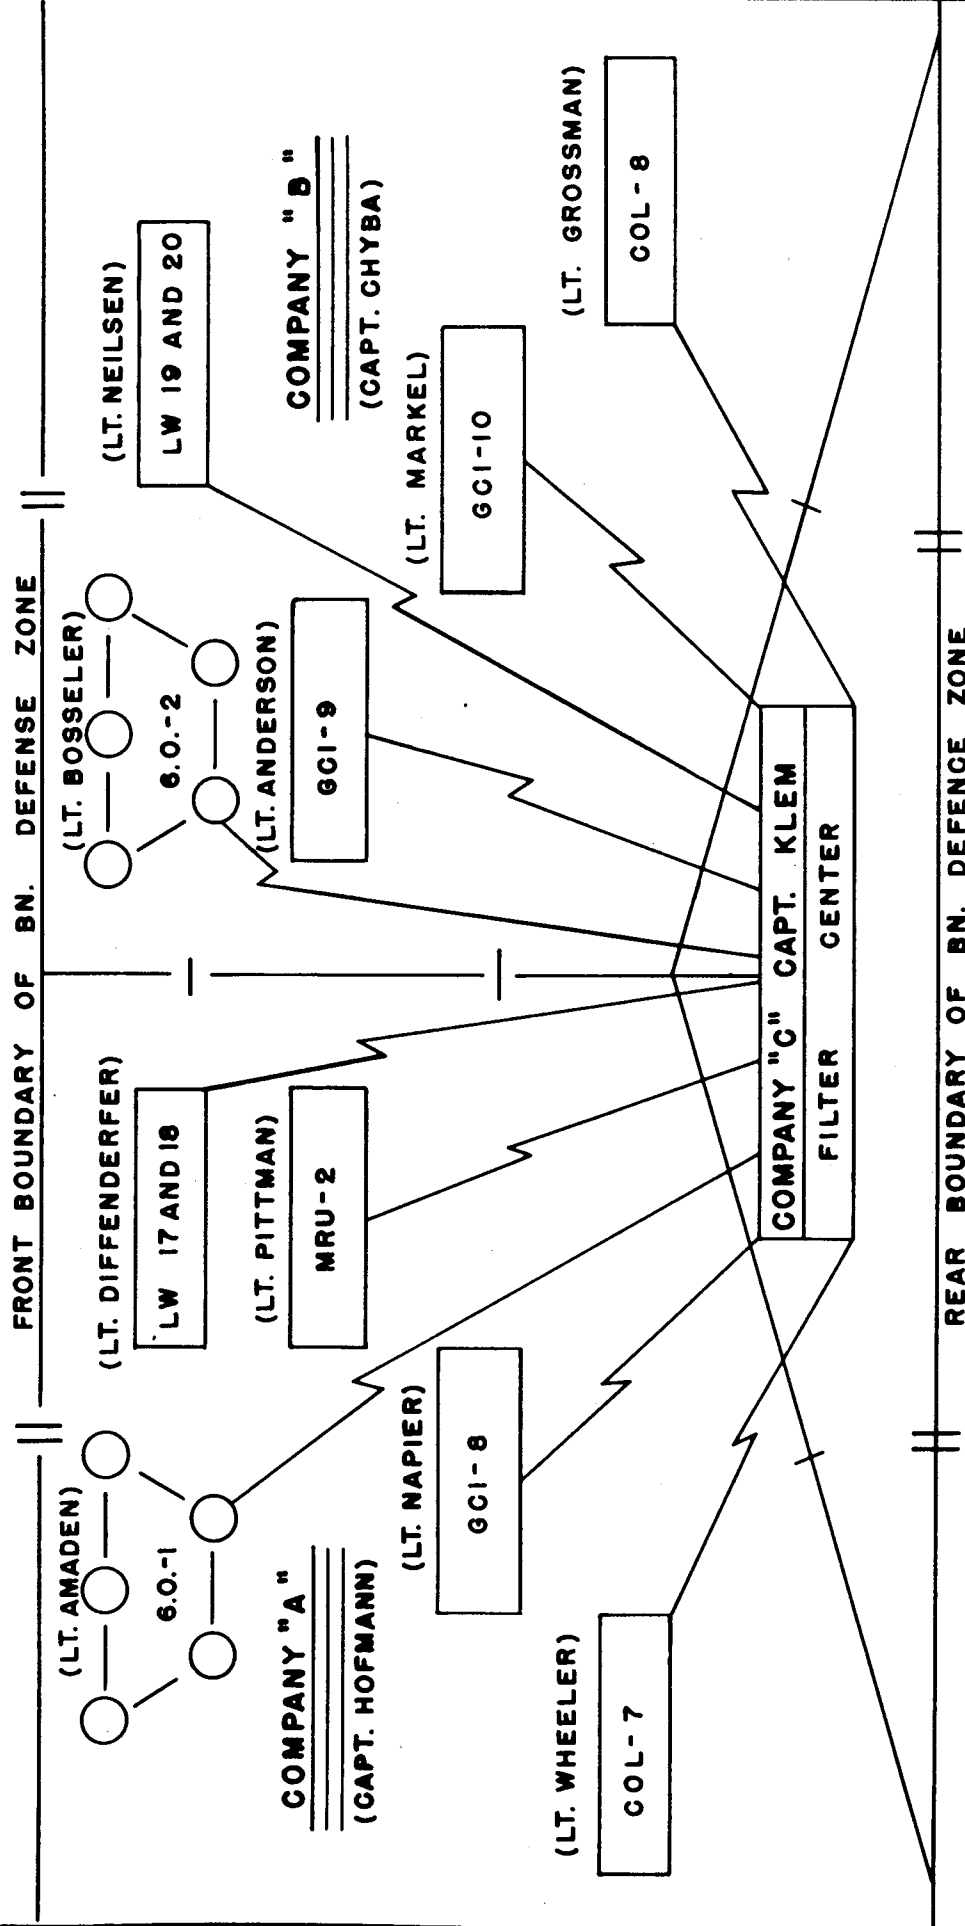 FRONT BOUNDARY OF BN. DEFENSE ZONE
(LT. AMADEN)
6.O.-1
(LT. DIFFENDERFER)
LW 17 AND 18
(LT. BOSSELER)
6.O.-2
(LT. NEILSEN)
LW 19 AND 20
COMPANY "A"
(CAPT. HOFMANN)
(LT. PITTMAN)
MRU-2
(LT. ANDERSON)
GCI-9
COMPANY "B"
(CAPT. CHYBA)
(LT. NAPIER)
GCI-8
(LT. MARKEL)
GCI-10
(LT. WHEELER)
COL-7
(LT. GROSSMAN)
COL-8
COMPANY "C" CAPT. KLEM
FILTER CENTER
REAR BOUNDARY OF BN. DEFENCE ZONE